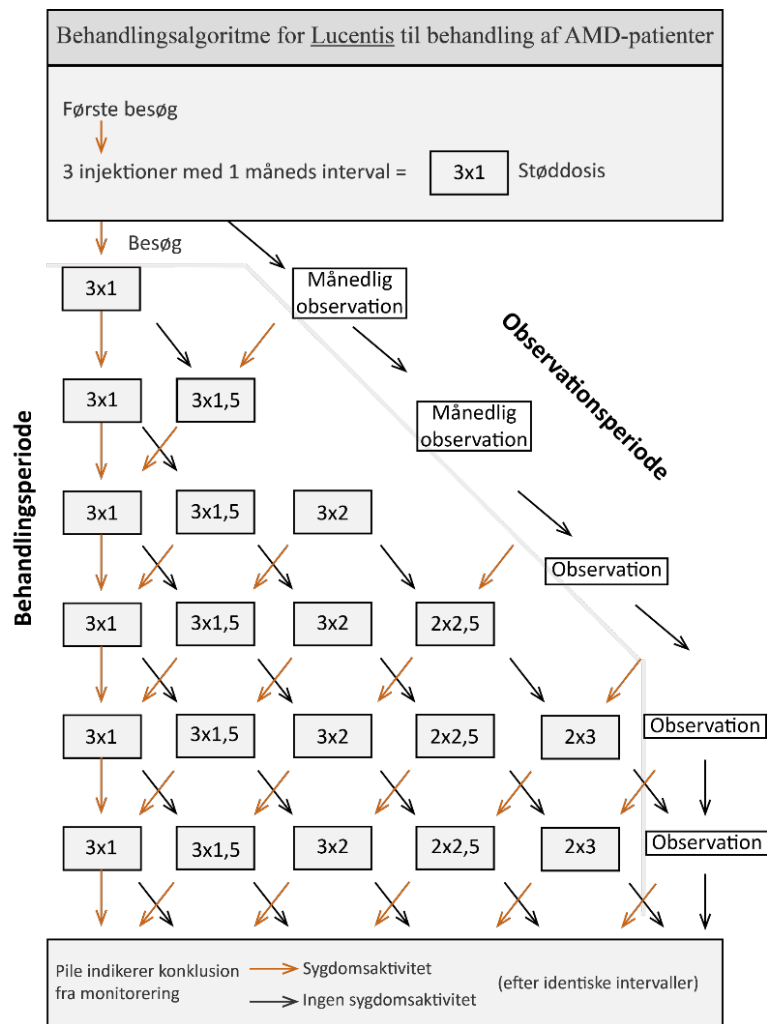 Behandlingsalgoritme for Lucentis til behandling af AMD-patienter
Første besøg
3 injektioner med 1 måneds interval = 3x1 Støddosis
Besøg
3x1
Månedlig
observation
3x1
3x1,5
Månedlig
observation
Observationsperiode
Behandlingsperiode
3x1
3x1,5
3x2
Observation
3x1
3x1,5
3x2
2x2,5
3x1
3x1,5
3x2
2x2,5
2x3
Observation
3x1
3x1,5
3x2
2x2,5
2x3
Observation
Pile indikerer konklusion
fra monitorering
Sygdomsaktivitet
Ingen sygdomsaktivitet
(efter identiske intervaller)